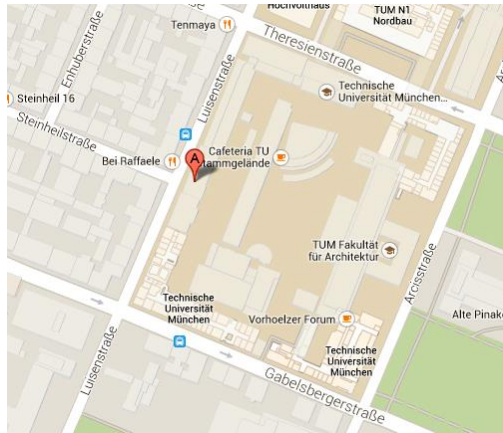 Hochvolthaus
TUM N1
Nordbau
Tenmaya
Theresienstraße
Enhuberstraße
Luisenstraße
Technische
Universität München...
Steinheil 16
Steinheilstraße
Bei Raffaele
A
Cafeteria TU
Stammgelände
TUM Fakultät
für Architektur
Arcisstraße
Technische
Universität
München
Vorhoelzer Forum
Alte Pinak
Technische
Universität
München
Luisenstraße
Gabelsbergerstraße